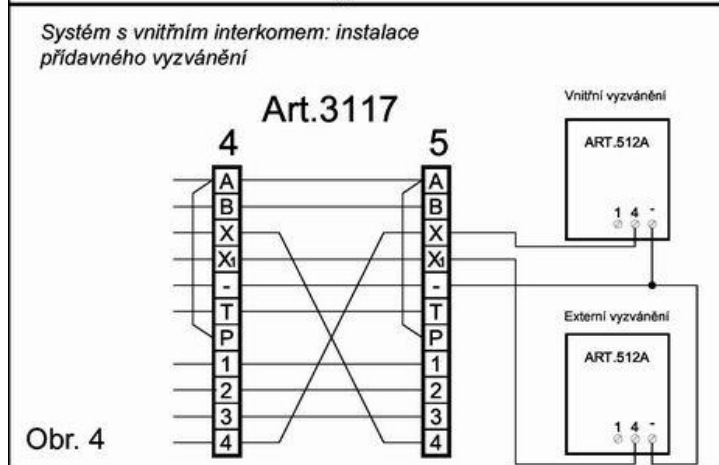 Systém s vnitřním interkomem: instalace
přídavného vyzvánění
Art.3117
4
5
A
B
X
X1
-
T
P
1
2
3
4
A
B
X
X1
-
T
P
1
2
3
4
Vnitřní vyzvánění
ART.512A
1 4 -
Externí vyzvánění
ART.512A
1 4 -
Obr. 4